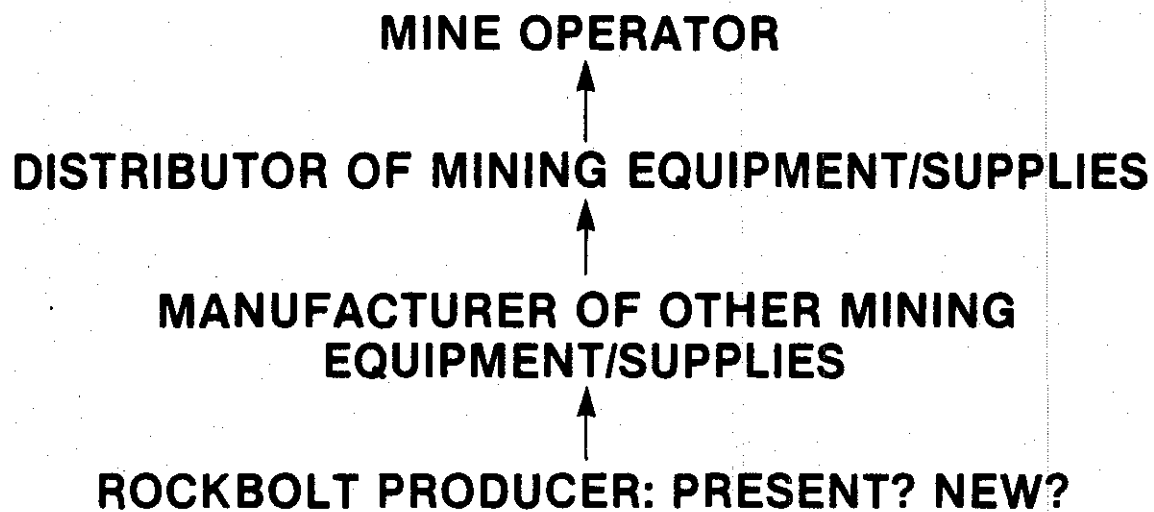 MINE OPERATOR
DISTRIBUTOR OF MINING EQUIPMENT/SUPPLIES
MANUFACTURER OF OTHER MINING
EQUIPMENT/SUPPLIES
ROCKBOLT PRODUCER: PRESENT? NEW?